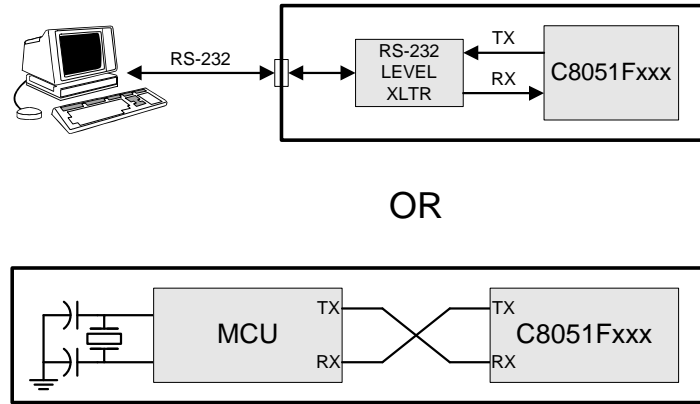 RS-232
RS-232
LEVEL
XLTR
TX
RX
C8051Fxxx
OR
MCU
TX
RX
TX
RX
C8051Fxxx